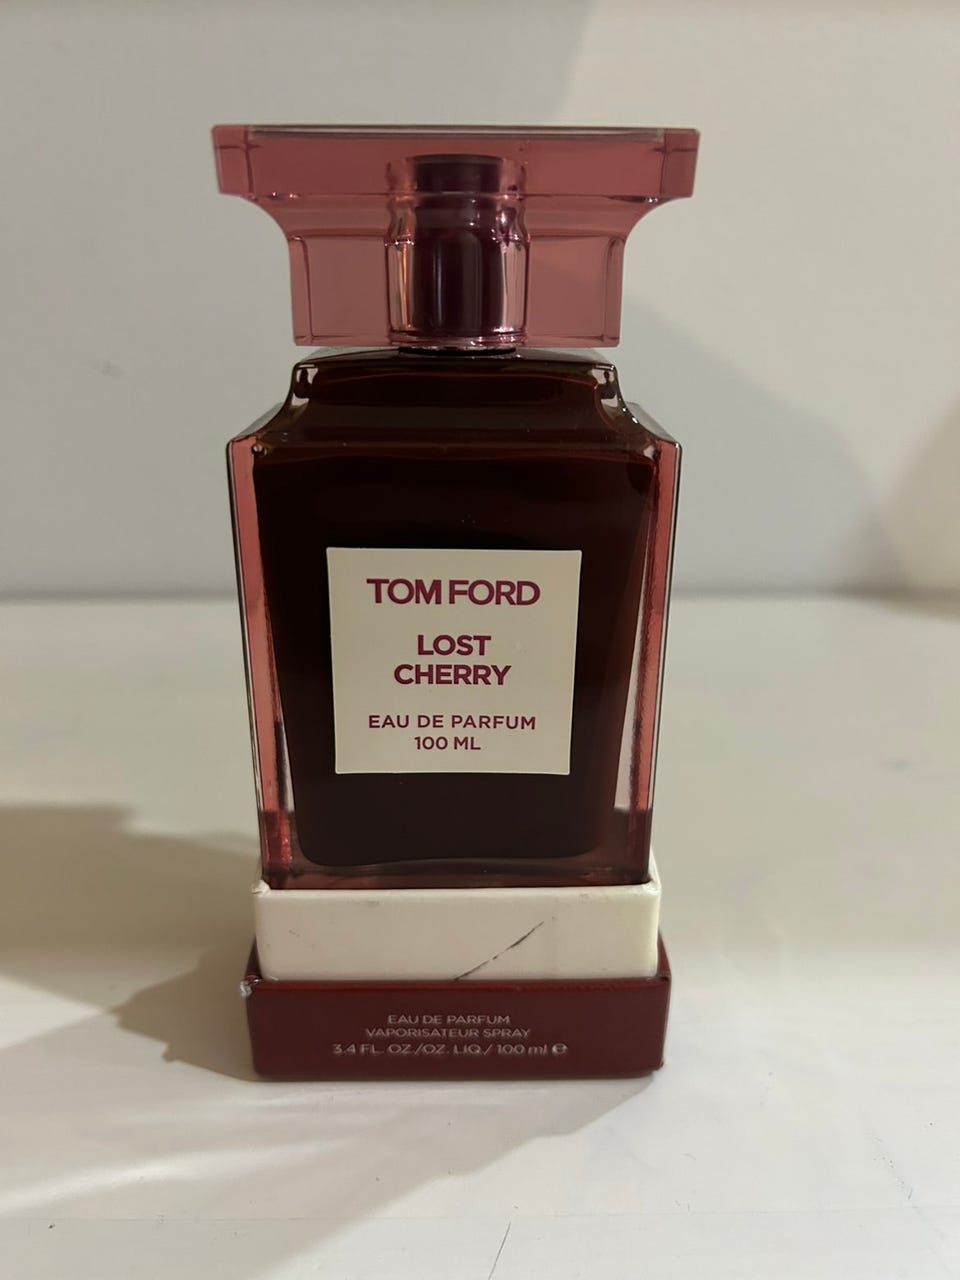 TOM FORD
LOST
CHERRY
EAU DE PARFUM
100 ML
EAU DE PARFUM
VAPORISATEUR SPRAY
3.4 FL. OZ./OZ. LIQ./ 100 ml ℮